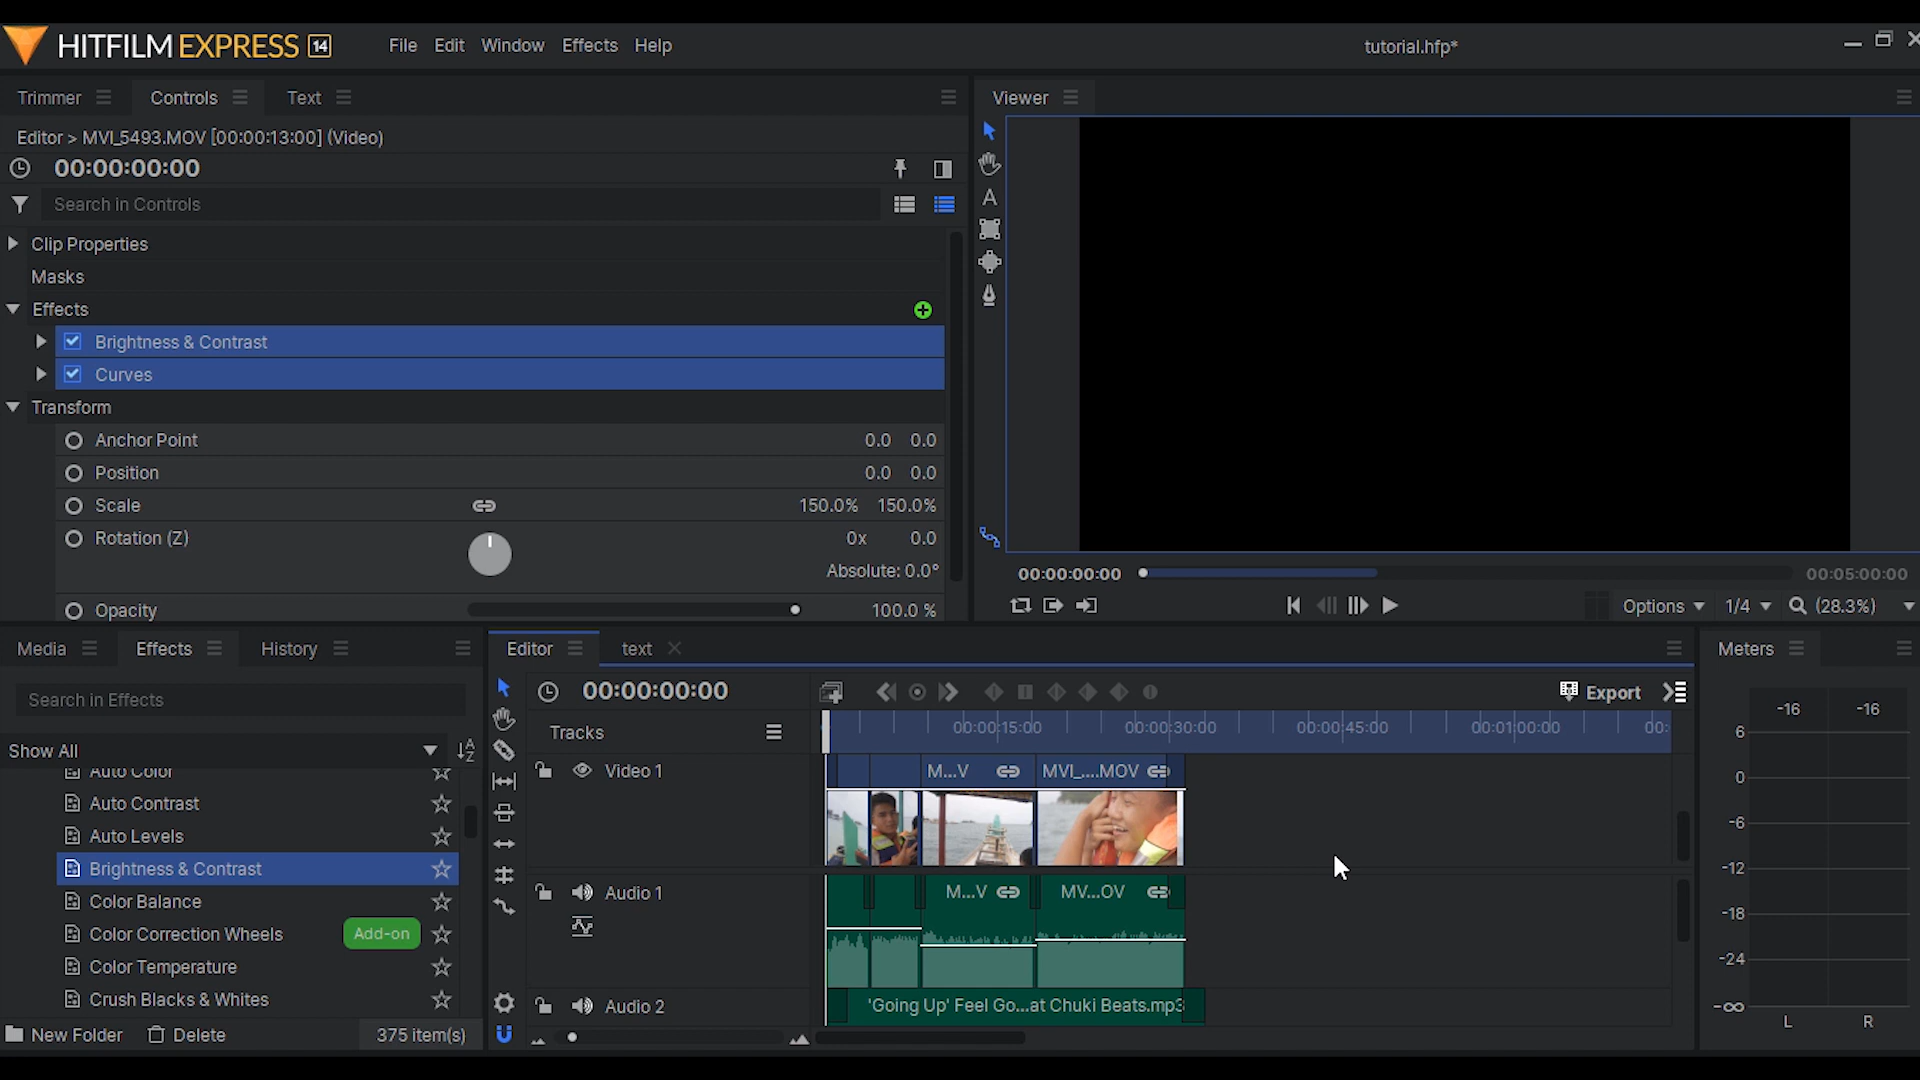 HITFILM EXPRESS 14
File Edit Window Effects Help
tutorial.hfp*
Trimmer Controls Text
Editor > MVI_5493.MOV [00:00:13:00] (Video)
00:00:00:00
Search in Controls
Clip Properties
Masks
Effects
Brightness & Contrast
Curves
Transform
Anchor Point 0.0 0.0
Position 0.0 0.0
Scale 150.0% 150.0%
Rotation (Z) 0x 0.0
Absolute: 0.0°
Opacity 100.0 %
Viewer
A
00:00:00:00 00:05:00:00
Options 1/4 (28.3%)
Media Effects History
Search in Effects
Show All
Auto Color
Auto Contrast
Auto Levels
Brightness & Contrast
Color Balance
Color Correction Wheels Add-on
Color Temperature
Crush Blacks & Whites
New Folder Delete 375 item(s)
Editor text
00:00:00:00
Export
Tracks
00:00:15:00 00:00:30:00 00:00:45:00 00:01:00:00 00:
Video 1
M...V MVI_....MOV
Audio 1
M...V MV...OV
Audio 2
'Going Up' Feel Go...at Chuki Beats.mp3
Meters
-16 -16
6
0
-6
-12
-18
-24
-∞
L R